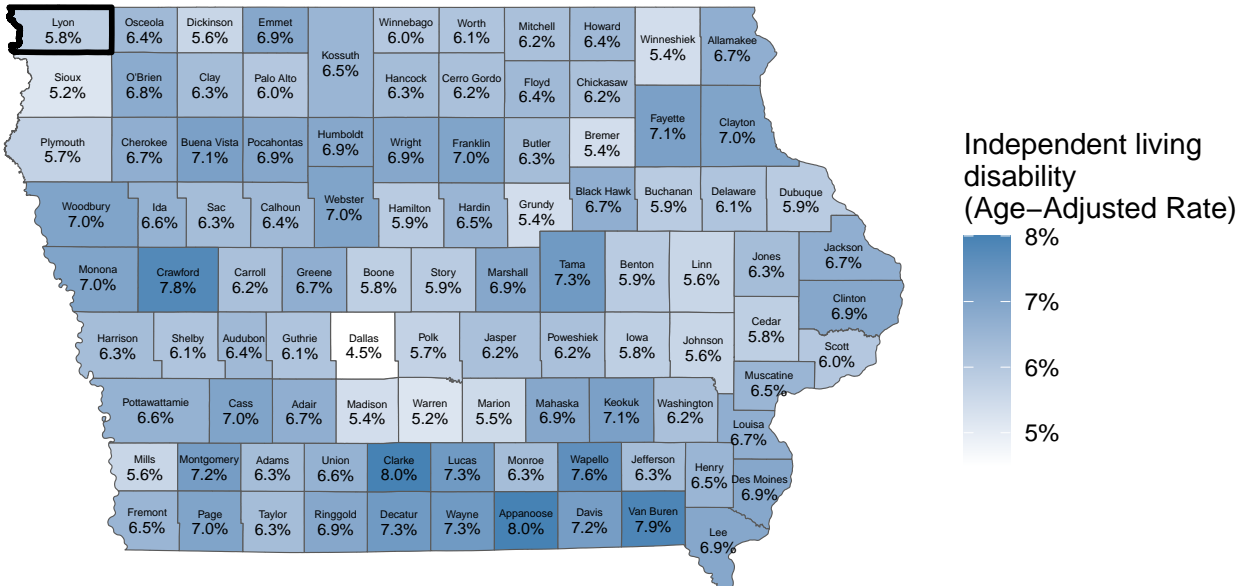 Lyon
5.8%
Osceola
6.4%
Dickinson
5.6%
Emmet
6.9%
Kossuth
6.5%
Winnebago
6.0%
Worth
6.1%
Mitchell
6.2%
Howard
6.4%
Winneshiek
5.4%
Allamakee
6.7%
Sioux
5.2%
O'Brien
6.8%
Clay
6.3%
Palo Alto
6.0%
Hancock
6.3%
Cerro Gordo
6.2%
Floyd
6.4%
Chickasaw
6.2%
Fayette
7.1%
Clayton
7.0%
Plymouth
5.7%
Cherokee
6.7%
Buena Vista
7.1%
Pocahontas
6.9%
Humboldt
6.9%
Wright
6.9%
Franklin
7.0%
Butler
6.3%
Bremer
5.4%
Woodbury
7.0%
Ida
6.6%
Sac
6.3%
Calhoun
6.4%
Webster
7.0%
Hamilton
5.9%
Hardin
6.5%
Grundy
5.4%
Black Hawk
6.7%
Buchanan
5.9%
Delaware
6.1%
Dubuque
5.9%
Monona
7.0%
Crawford
7.8%
Carroll
6.2%
Greene
6.7%
Boone
5.8%
Story
5.9%
Marshall
6.9%
Tama
7.3%
Benton
5.9%
Linn
5.6%
Jones
6.3%
Jackson
6.7%
Clinton
6.9%
Harrison
6.3%
Shelby
6.1%
Audubon
6.4%
Guthrie
6.1%
Dallas
4.5%
Polk
5.7%
Jasper
6.2%
Poweshiek
6.2%
Iowa
5.8%
Johnson
5.6%
Cedar
5.8%
Scott
6.0%
Muscatine
6.5%
Pottawattamie
6.6%
Cass
7.0%
Adair
6.7%
Madison
5.4%
Warren
5.2%
Marion
5.5%
Mahaska
6.9%
Keokuk
7.1%
Washington
6.2%
Louisa
6.7%
Mills
5.6%
Montgomery
7.2%
Adams
6.3%
Union
6.6%
Clarke
8.0%
Lucas
7.3%
Monroe
6.3%
Wapello
7.6%
Jefferson
6.3%
Henry
6.5%
Des Moines
6.9%
Fremont
6.5%
Page
7.0%
Taylor
6.3%
Ringgold
6.9%
Decatur
7.3%
Wayne
7.3%
Appanoose
8.0%
Davis
7.2%
Van Buren
7.9%
Lee
6.9%
Independent living
disability
(Age−Adjusted Rate)
8%
7%
6%
5%